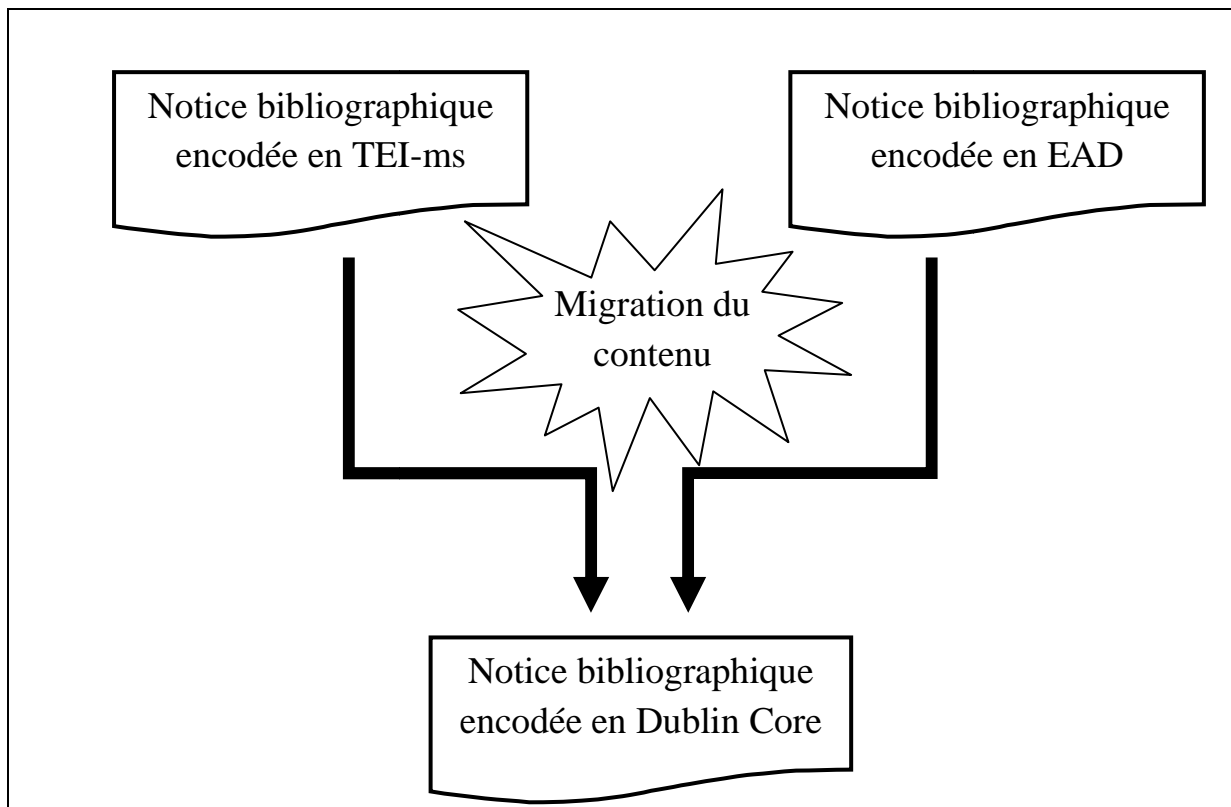 Notice bibliographique
encodée en TEI-ms
Notice bibliographique
encodée en EAD
Migration du
contenu
Notice bibliographique
encodée en Dublin Core